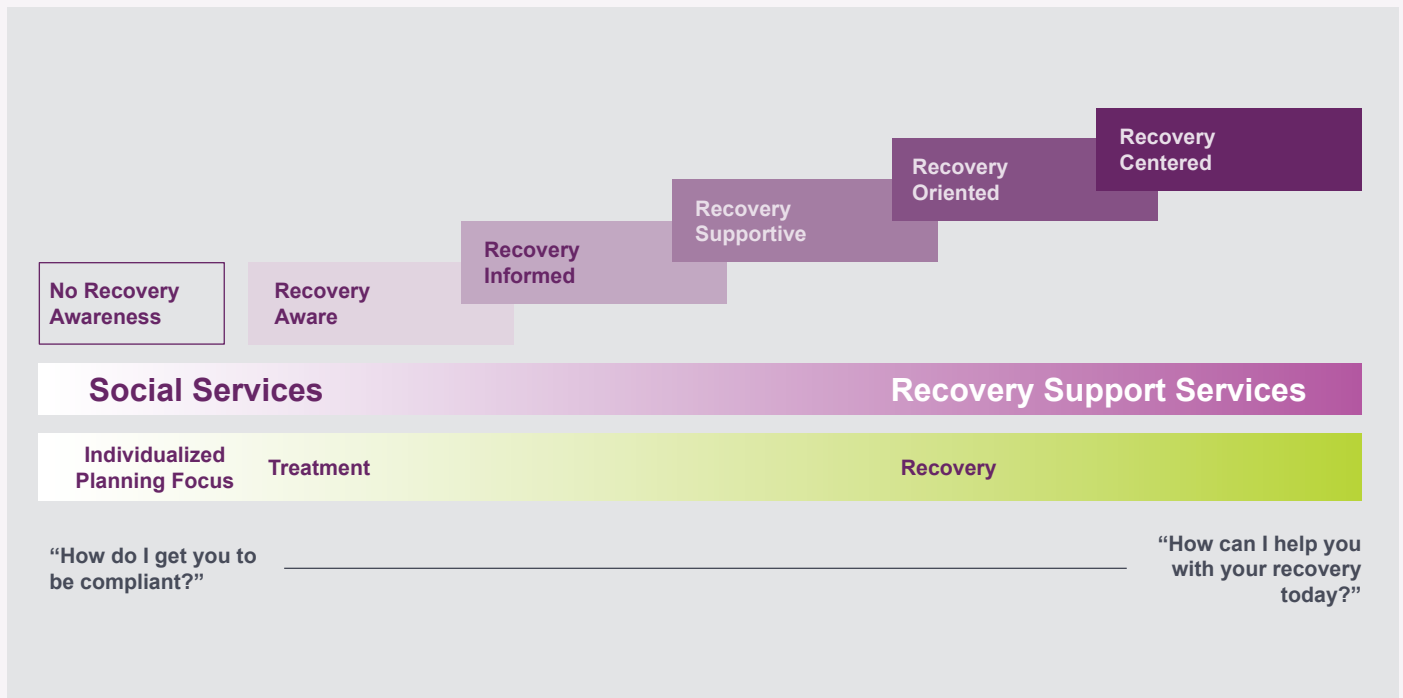 No Recovery
Awareness
Recovery
Aware
Recovery
Informed
Recovery
Supportive
Recovery
Oriented
Recovery
Centered
Social Services
Recovery Support Services
Individualized
Planning Focus
Treatment
Recovery
“How do I get you to
be compliant?”
“How can I help you
with your recovery
today?”